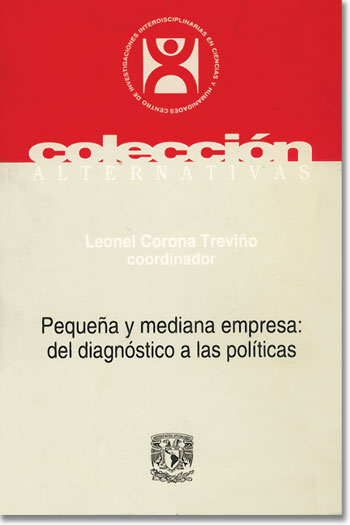 CENTRO DE INVESTIGACIONES INTERDISCIPLINARIAS EN CIENCIAS Y HUMANIDADES
colección
ALTERNATIVAS
Leonel Corona Treviño
coordinador
Pequeña y mediana empresa:
del diagnóstico a las políticas